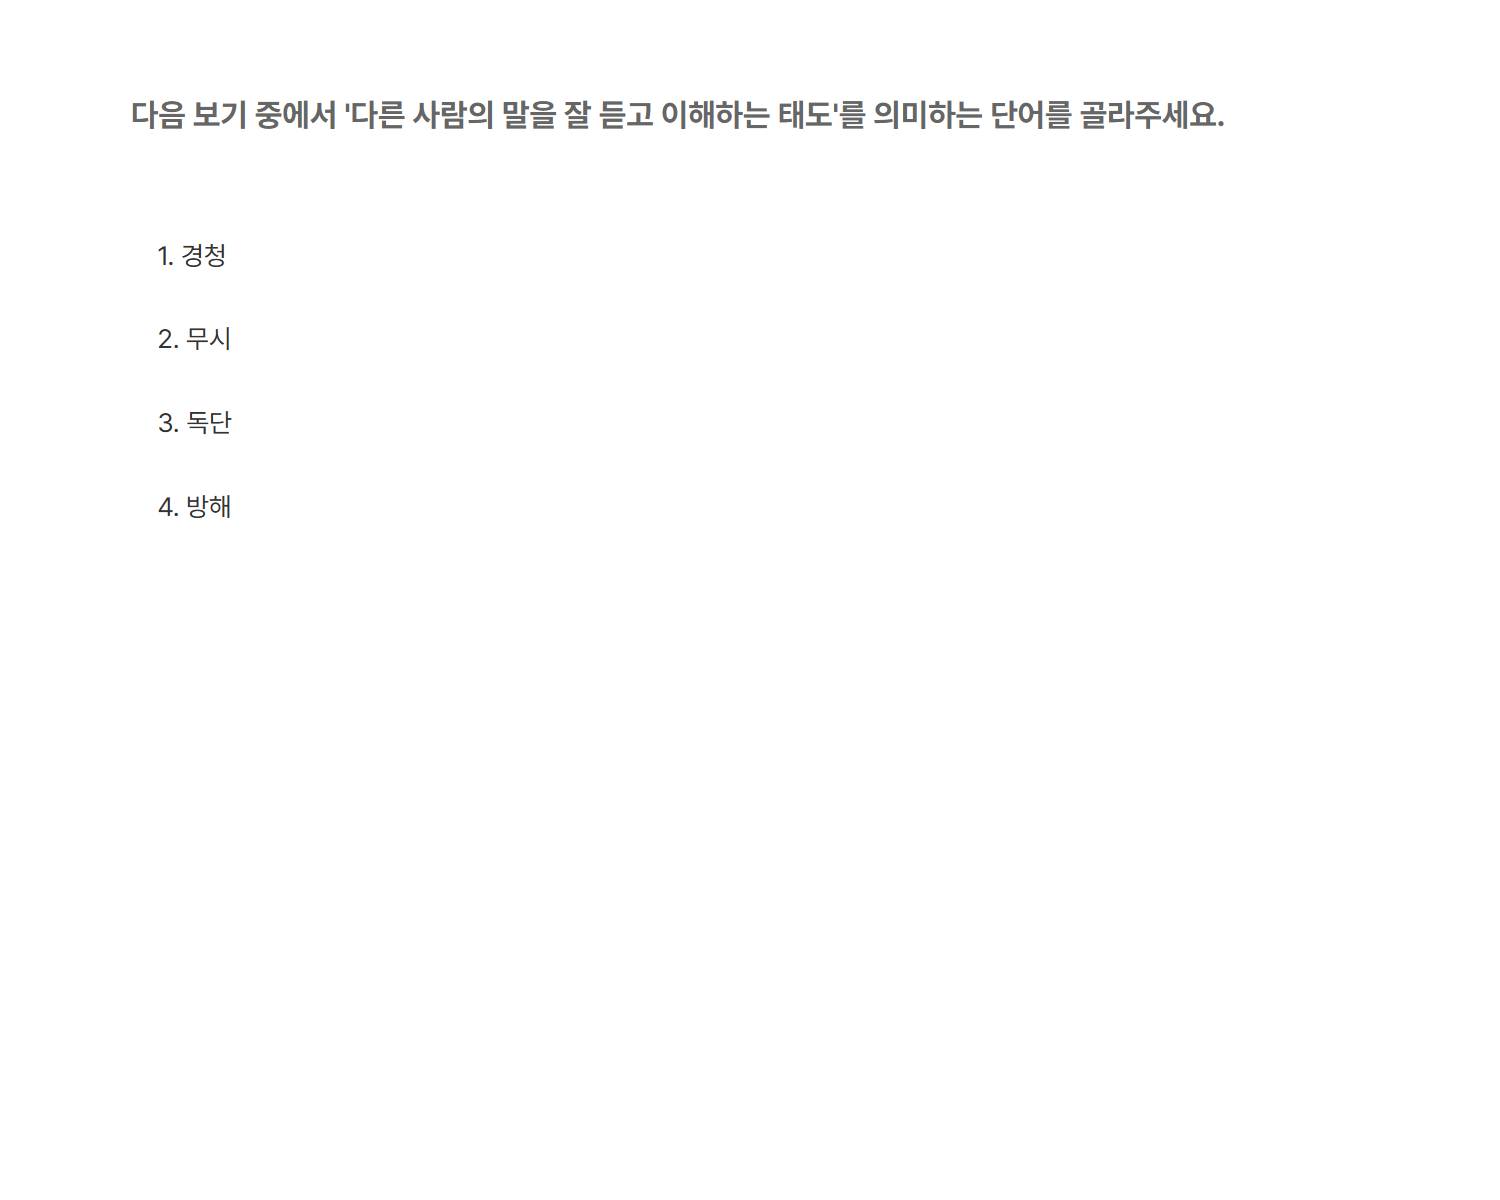 다음 보기 중에서 '다른 사람의 말을 잘 듣고 이해하는 태도'를 의미하는 단어를 골라주세요.
1. 경청
2. 무시
3. 독단
4. 방해